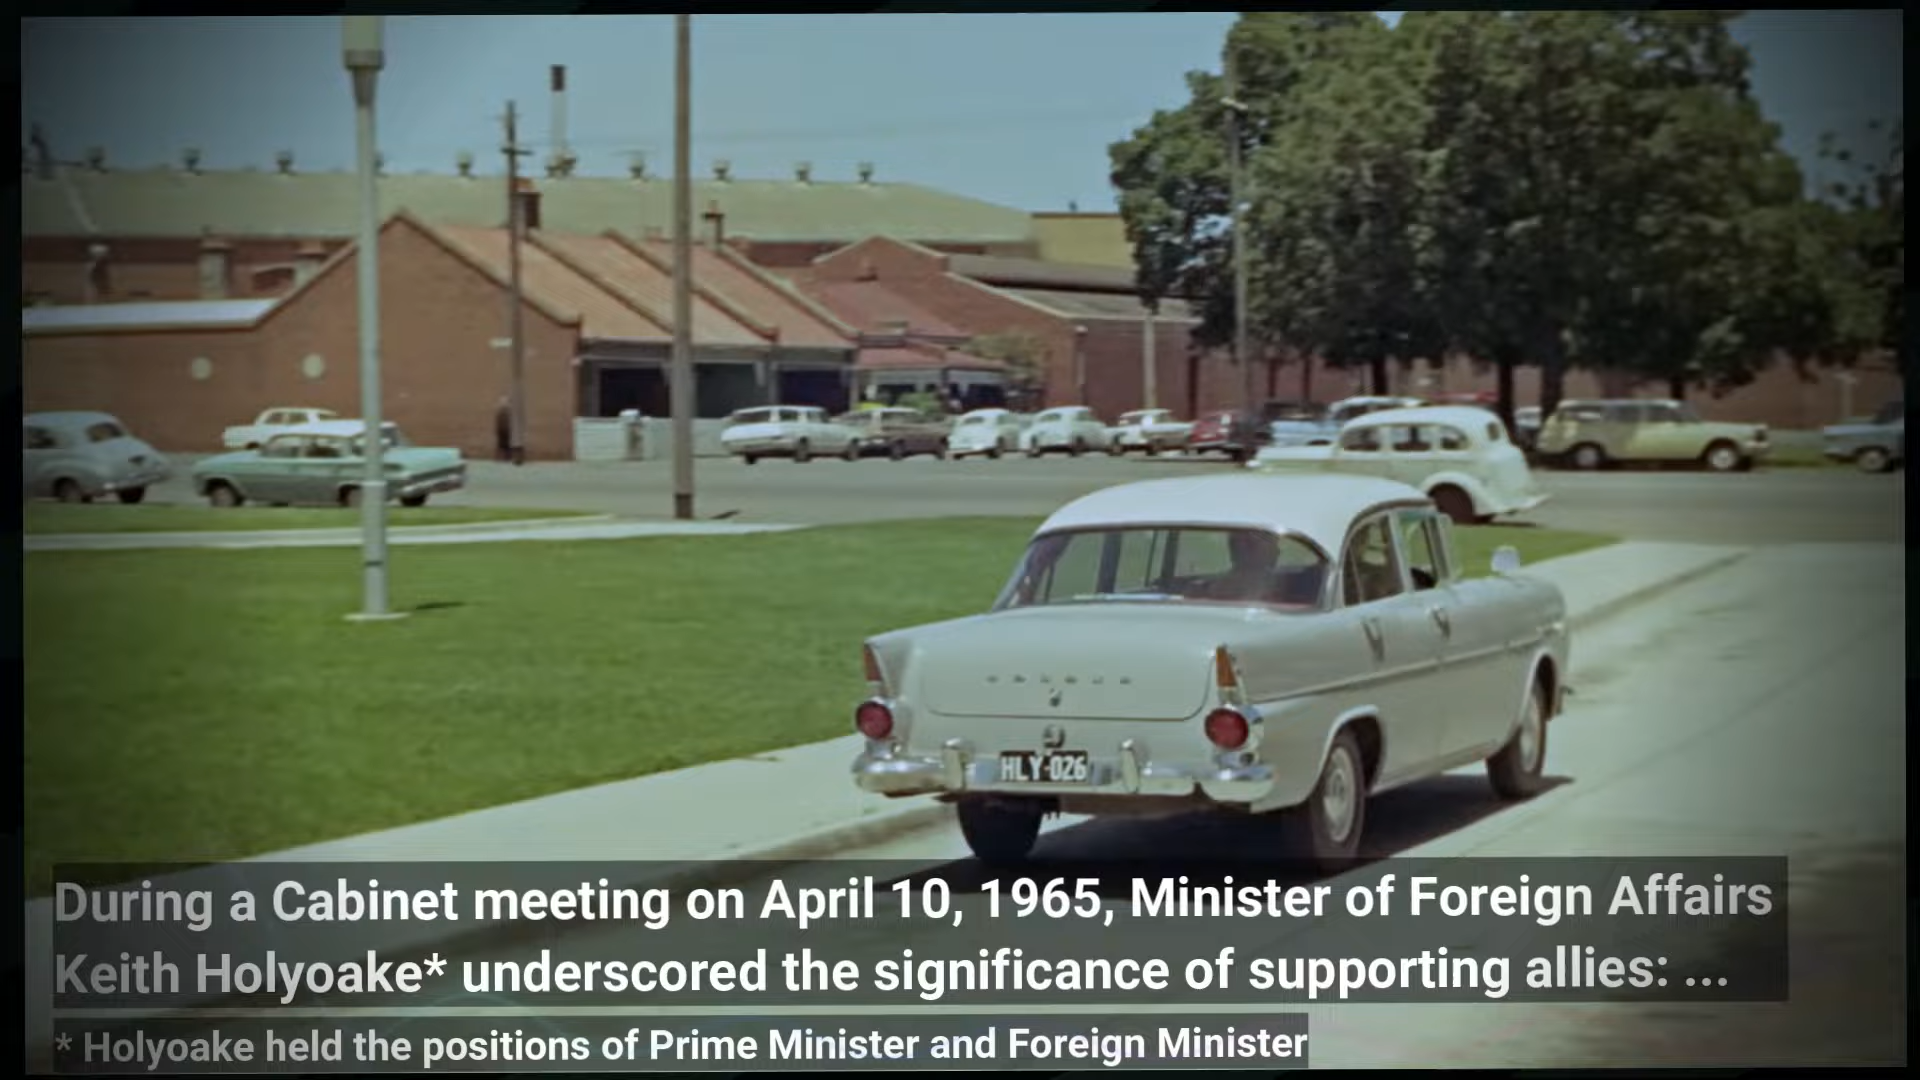 HLY·026
During a Cabinet meeting on April 10, 1965, Minister of Foreign Affairs
Keith Holyoake* underscored the significance of supporting allies: ...
* Holyoake held the positions of Prime Minister and Foreign Minister